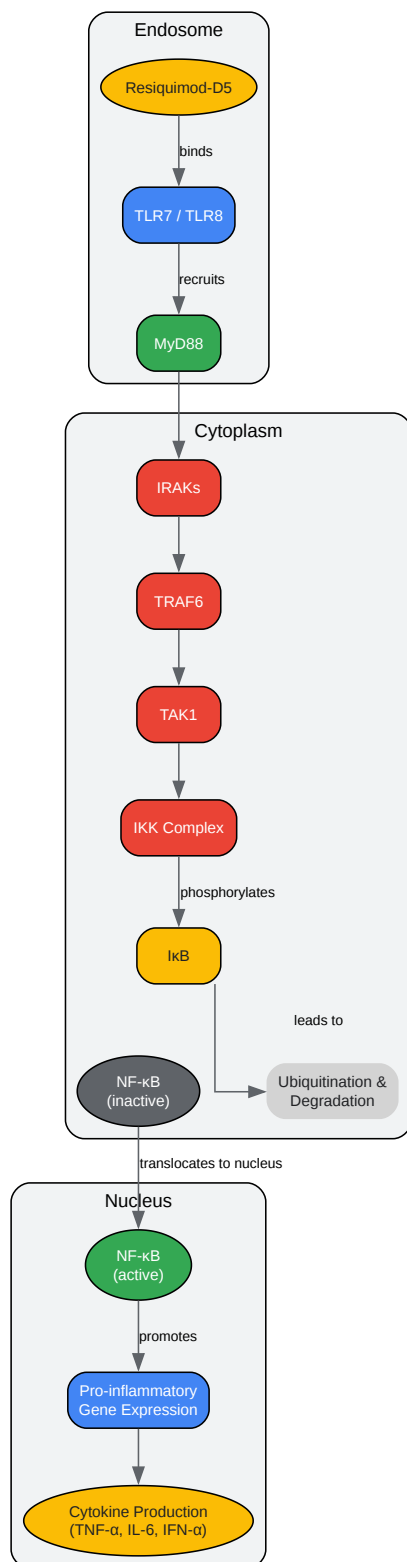 Endosome
Resiquimod-D5
binds
TLR7 / TLR8
recruits
MyD88
Cytoplasm
IRAKs
TRAF6
TAK1
IKK Complex
phosphorylates
IκB
leads to
NF-κB
(inactive)
Ubiquitination &
Degradation
translocates to nucleus
Nucleus
NF-κB
(active)
promotes
Pro-inflammatory
Gene Expression
Cytokine Production
(TNF-α, IL-6, IFN-α)